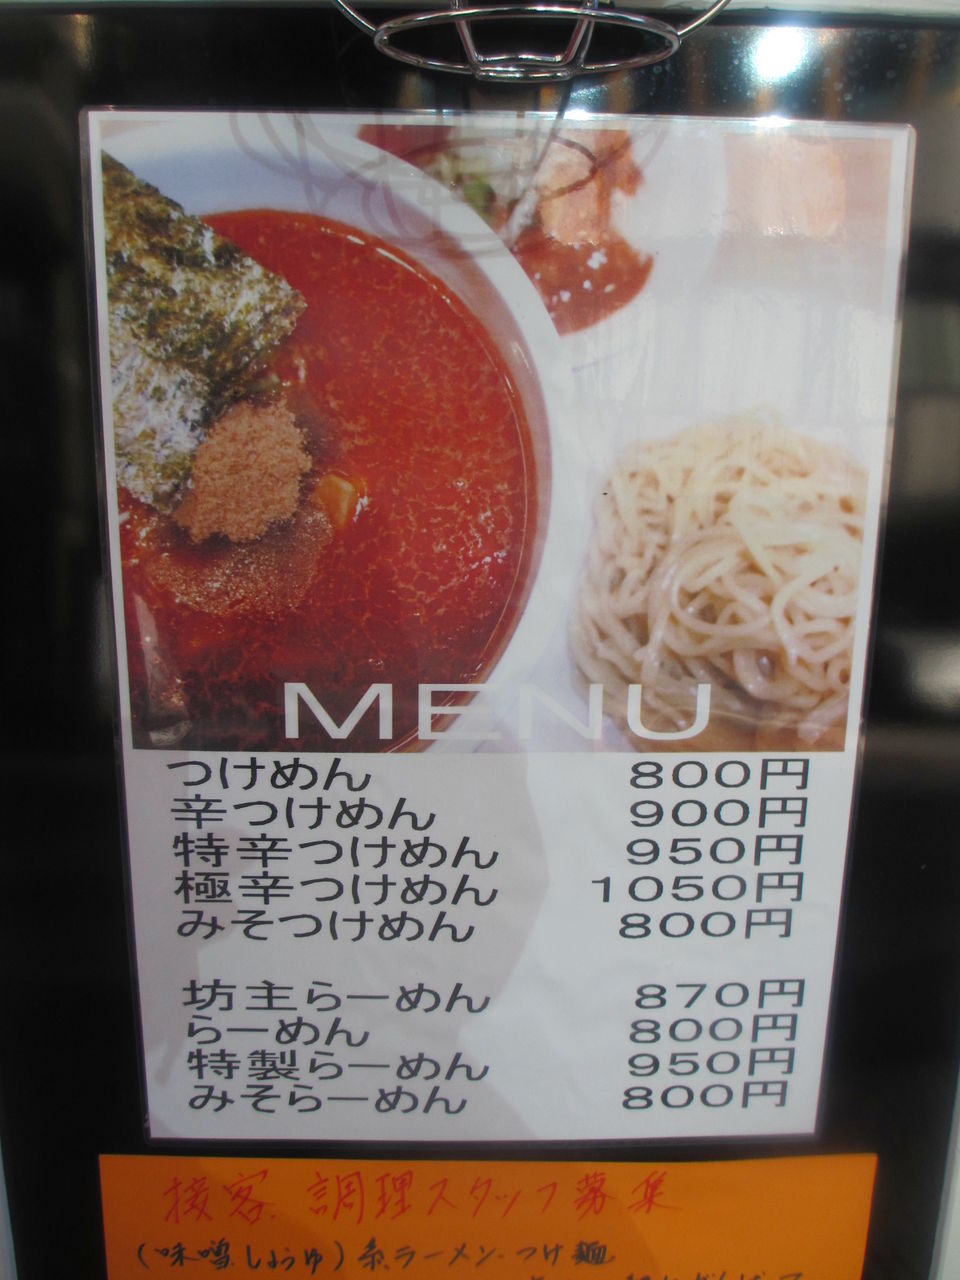 MENU
つけめん 800円
辛つけめん 900円
特辛つけめん 950円
極辛つけめん 1050円
みそつけめん 800円
坊主らーめん 870円
らーめん 800円
特製らーめん 950円
みそらーめん 800円
接客.調理スタッフ募集
(味噌.しょうゆ)系ラーメン.つけ麺